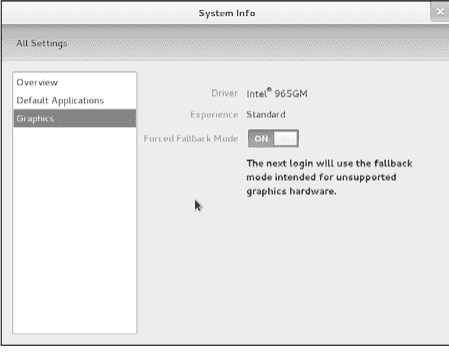 System Info
All Settings
Overview
Default Applications
Graphics
Driver Intel® 965GM
Experience Standard
Forced Fallback Mode ON
The next login will use the fallback
mode intended for unsupported
graphics hardware.